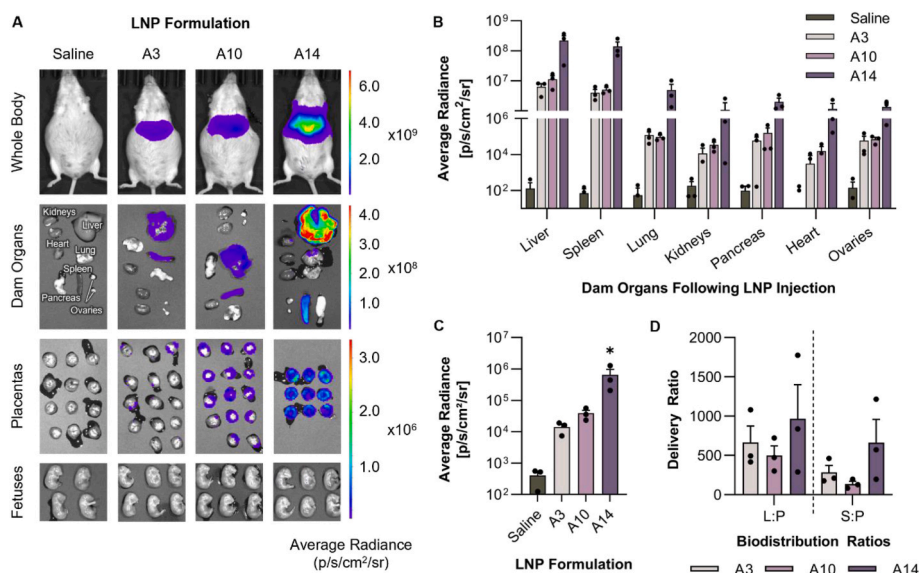 A
LNP Formulation
Saline A3 A10 A14
Whole Body
6.0
4.0
x10⁹
2.0
Dam Organs
Kidneys
Liver
Heart
Lung
Spleen
Pancreas
Ovaries
4.0
3.0
x10⁸
2.0
1.0
Placentas
3.0
2.0
x10⁶
1.0
Fetuses
Average Radiance
(p/s/cm²/sr)
B
Average Radiance
[p/s/cm²/sr]
10⁹
10⁸
10⁷
10⁶
10⁴
10²
Saline
A3
A10
A14
Liver Spleen Lung Kidneys Pancreas Heart Ovaries
Dam Organs Following LNP Injection
C
Average Radiance
[p/s/cm²/sr]
10⁷
10⁶
10⁵
10⁴
10³
10²
*
Saline A3 A10 A14
LNP Formulation
D
Delivery Ratio
2000
1500
1000
500
0
L:P S:P
Biodistribution Ratios
A3 A10 A14